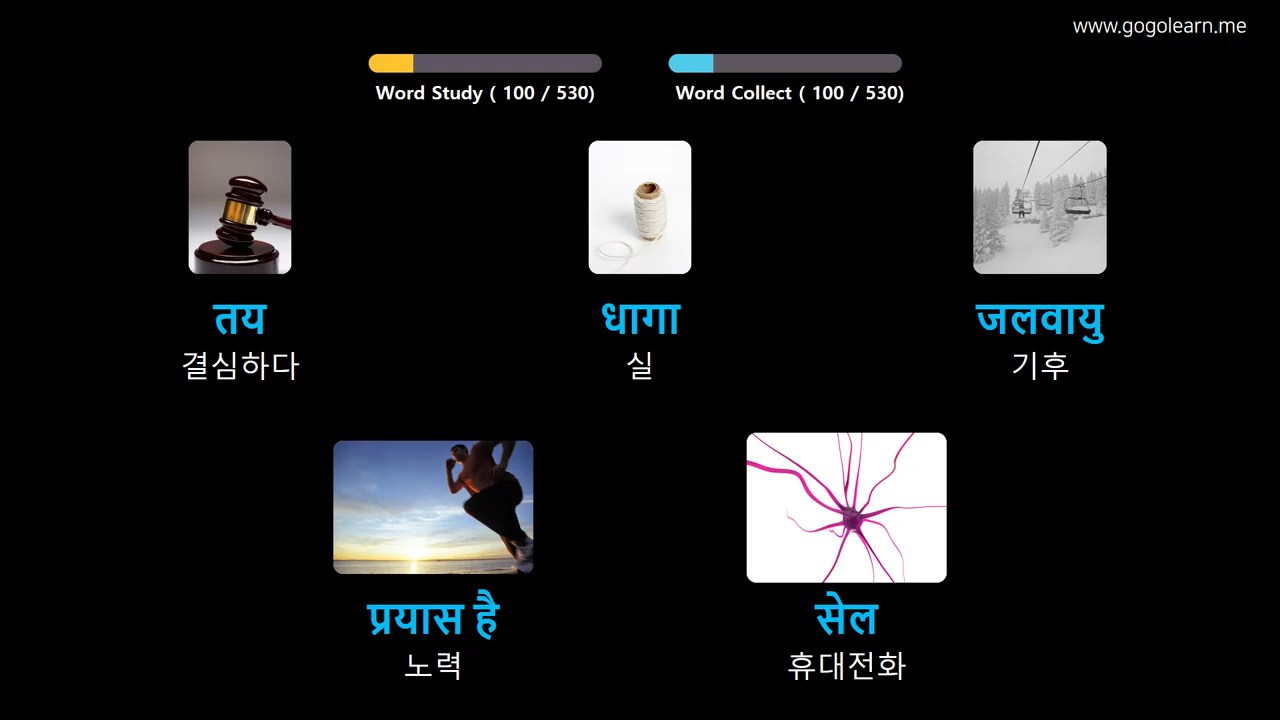 www.gogolearn.me
Word Study ( 100 / 530)
Word Collect ( 100 / 530)
तय
결심하다
धागा
실
जलवायु
기후
प्रयास है
노력
सेल
휴대전화